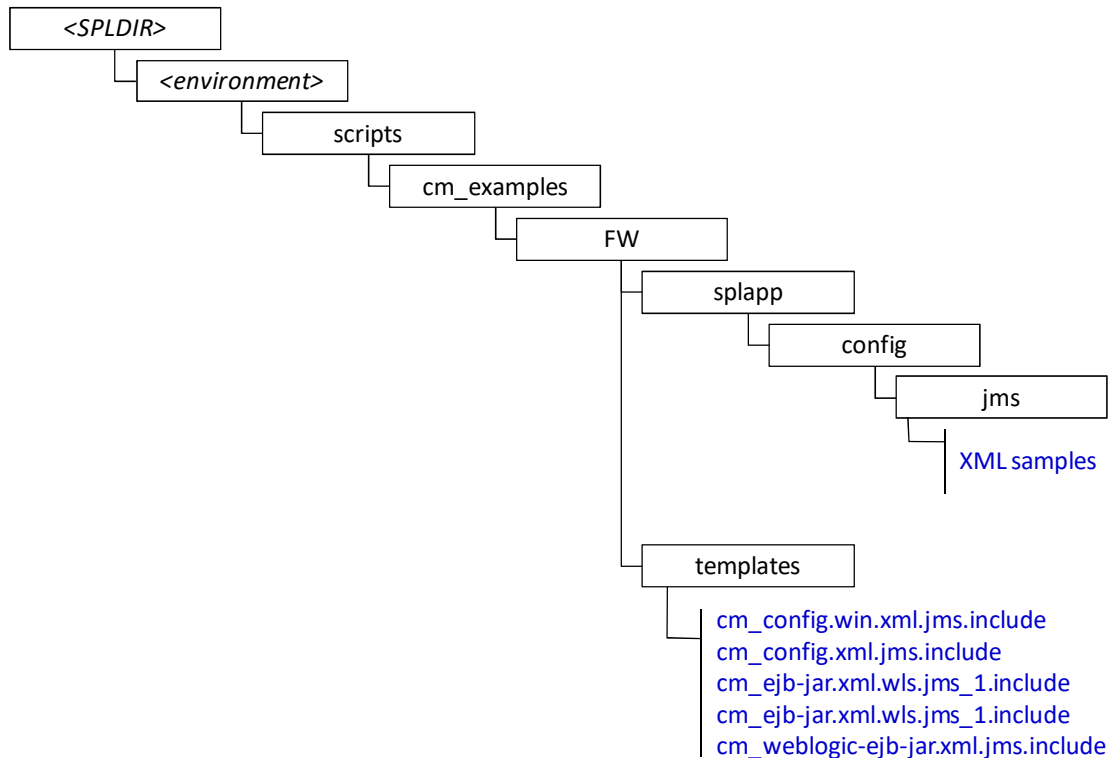 <SPLDIR>
<environment>
scripts
cm_examples
FW
splapp
config
jms
XML samples
templates
cm_config.win.xml.jms.include
cm_config.xml.jms.include
cm_ejb-jar.xml.wls.jms_1.include
cm_ejb-jar.xml.wls.jms_1.include
cm_weblogic-ejb-jar.xml.jms.include